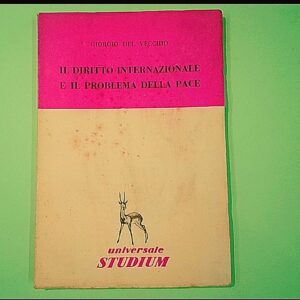 GIORGIO DEL VECCHIO
IL DIRITTO INTERNAZIONALE
E IL PROBLEMA DELLA PACE
universale
STUDIUM